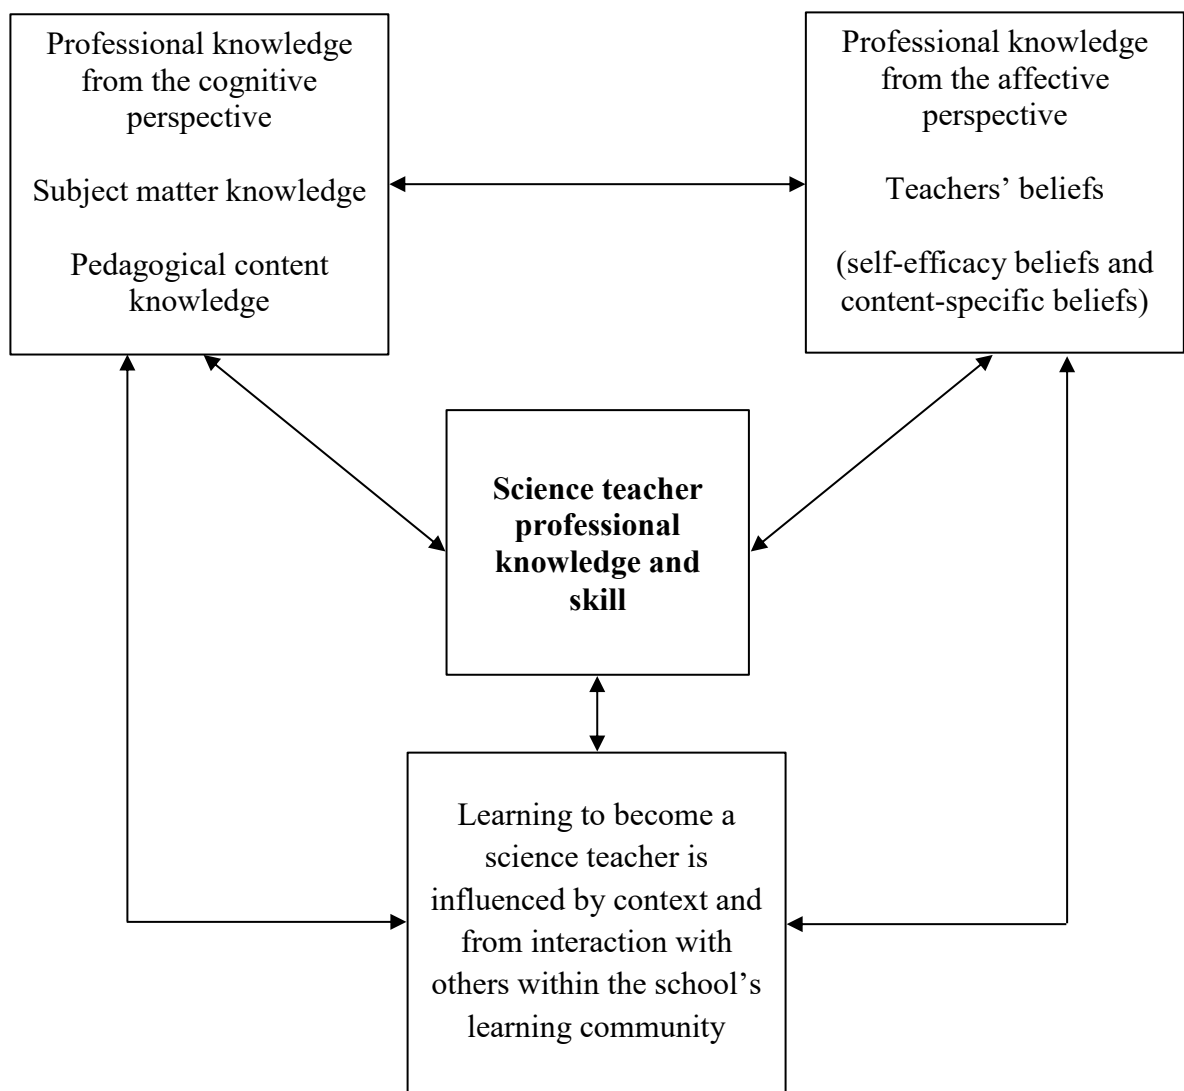 Professional knowledge
from the cognitive
perspective
Subject matter knowledge
Pedagogical content
knowledge
Professional knowledge
from the affective
perspective
Teachers’ beliefs
(self-efficacy beliefs and
content-specific beliefs)
Science teacher
professional
knowledge and
skill
Learning to become a
science teacher is
influenced by context and
from interaction with
others within the school’s
learning community